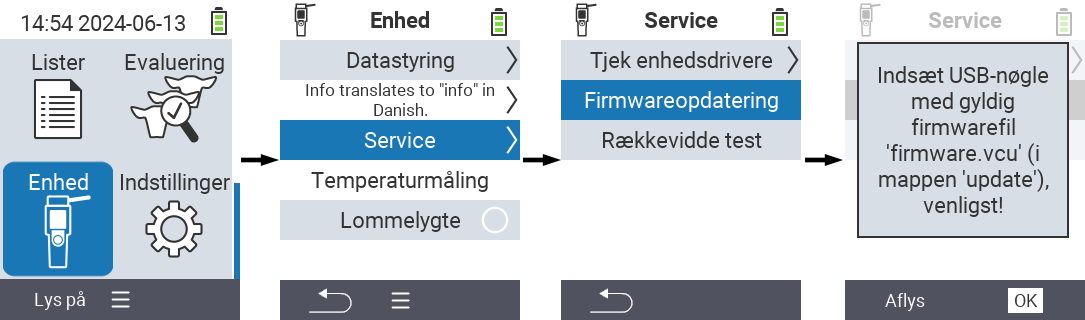 14:54 2024-06-13
Lister
Evaluering
Enhed
Indstillinger
Lys på
Enhed
Datastyring
Info translates to "info" in
Danish.
Service
Temperaturmåling
Lommelygte
Service
Tjek enhedsdrivere
Firmwareopdatering
Rækkevidde test
Service
Indsæt USB-nøgle
med gyldig
firmwarefil
'firmware.vcu' (i
mappen 'update'),
venligst!
Aflys
OK